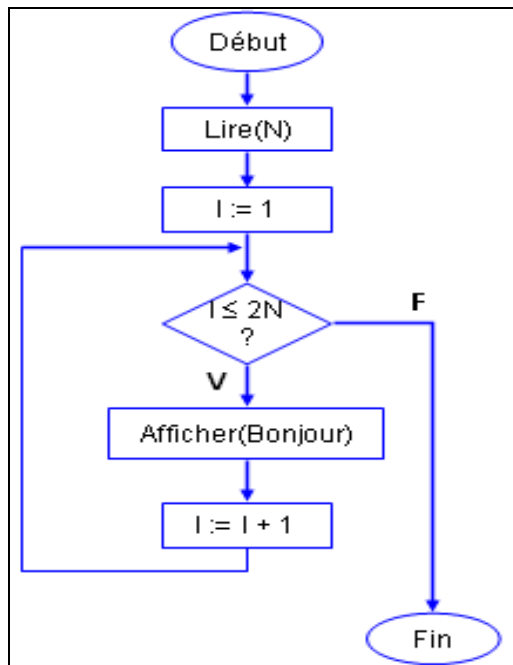 Début
Lire(N)
I := 1
I ≤ 2N
?
F
V
Afficher(Bonjour)
I := I + 1
Fin